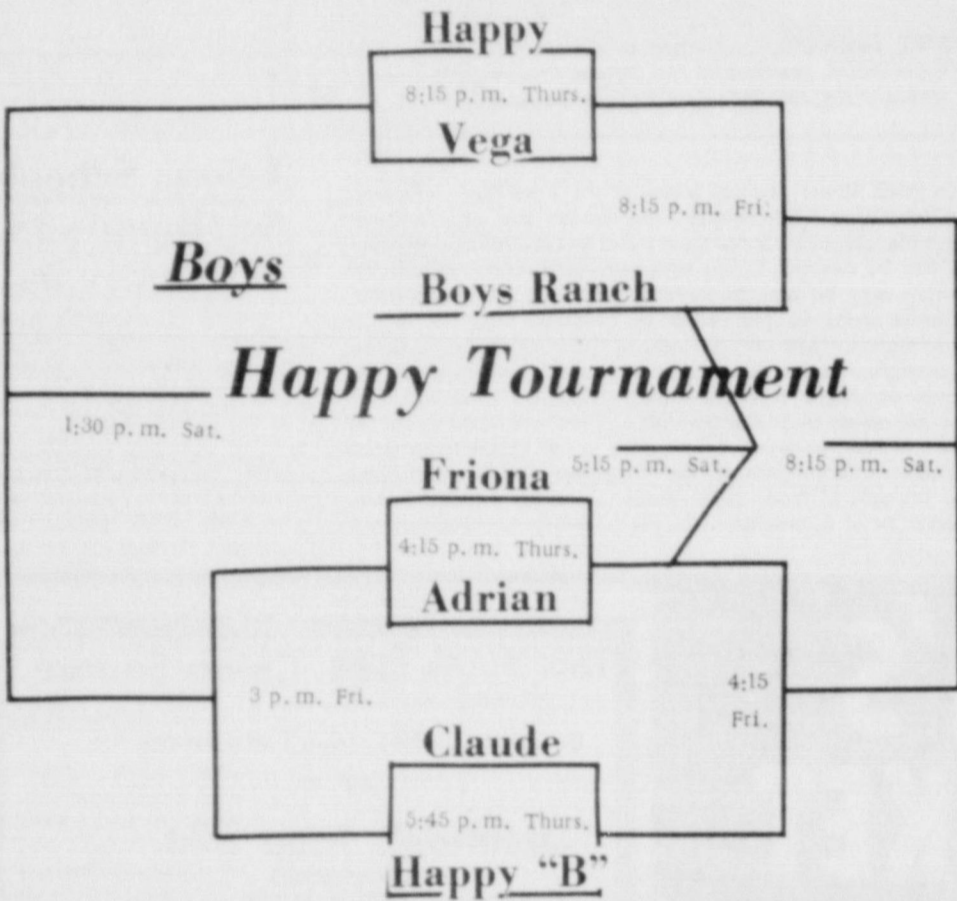 Happy
8:15 p. m. Thurs.
Vega
8:15 p. m. Fri.
Boys
Boys Ranch
Happy Tournament
1:30 p. m. Sat.
5:15 p. m. Sat.
8:15 p. m. Sat.
Friona
4:15 p. m. Thurs.
Adrian
3 p. m. Fri.
4:15
Fri.
Claude
5:45 p. m. Thurs.
Happy “B”